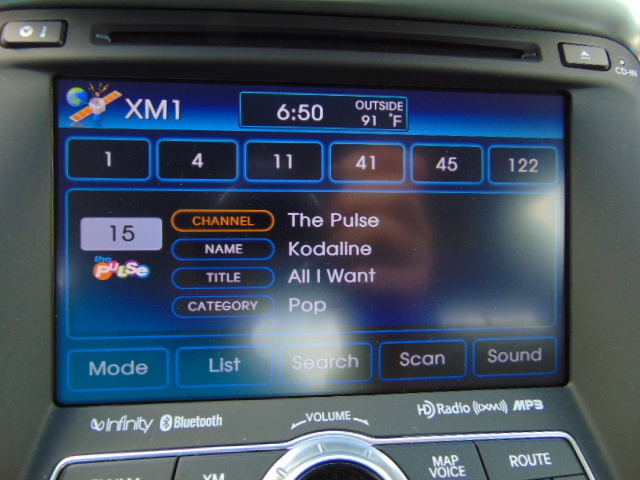 CD-IN
XM1 6:50 OUTSIDE 91 °F
1 4 11 41 45 122
15 CHANNEL The Pulse
the PULSE NAME Kodaline
TITLE All I Want
CATEGORY Pop
Mode List Search Scan Sound
Infinity Bluetooth VOLUME HD Radio ((XM)) MP3
XM MAP VOICE ROUTE